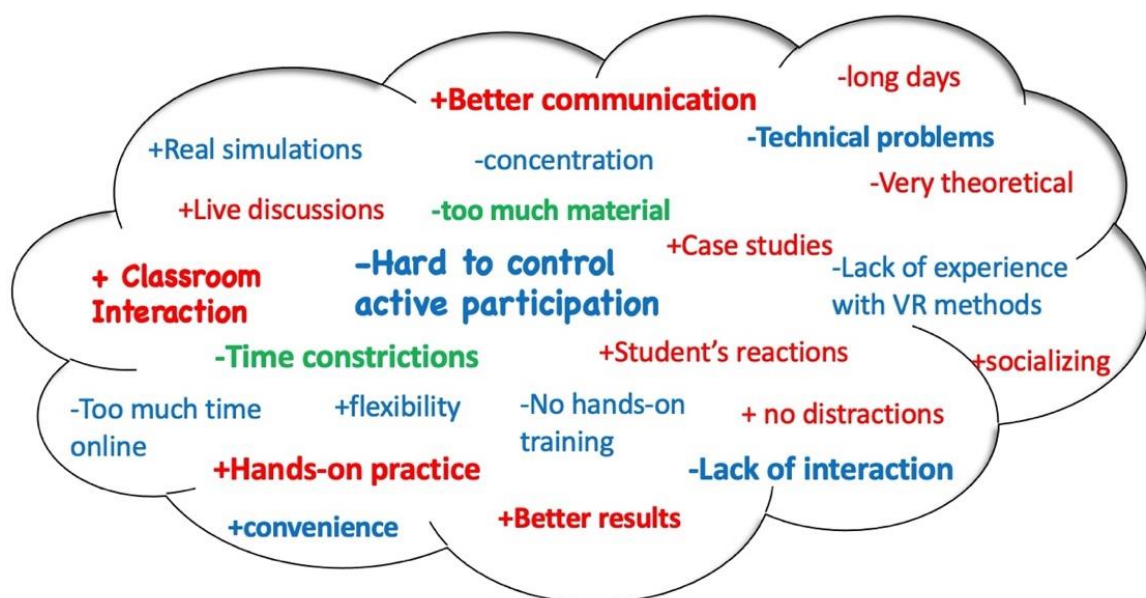 -long days
+Better communication
-Technical problems
+Real simulations
-concentration
-Very theoretical
+Live discussions
-too much material
+Case studies
-Hard to control
active participation
-Lack of experience
with VR methods
+ Classroom
Interaction
-Time constrictions
+Student’s reactions
+socializing
-Too much time
online
+flexibility
-No hands-on
training
+ no distractions
+Hands-on practice
-Lack of interaction
+convenience
+Better results